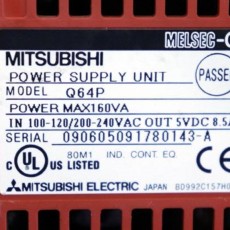 MELSEC-
MITSUBISHI
POWER SUPPLY UNIT
PASSED
MODEL Q64P
POWER MAX160VA
IN 100-120/200-240VAC OUT 5VDC 8.5A
SERIAL 090605091780143-A
C UL US LISTED
80M1 IND. CONT. EQ.
MITSUBISHI ELECTRIC JAPAN BD992C157H